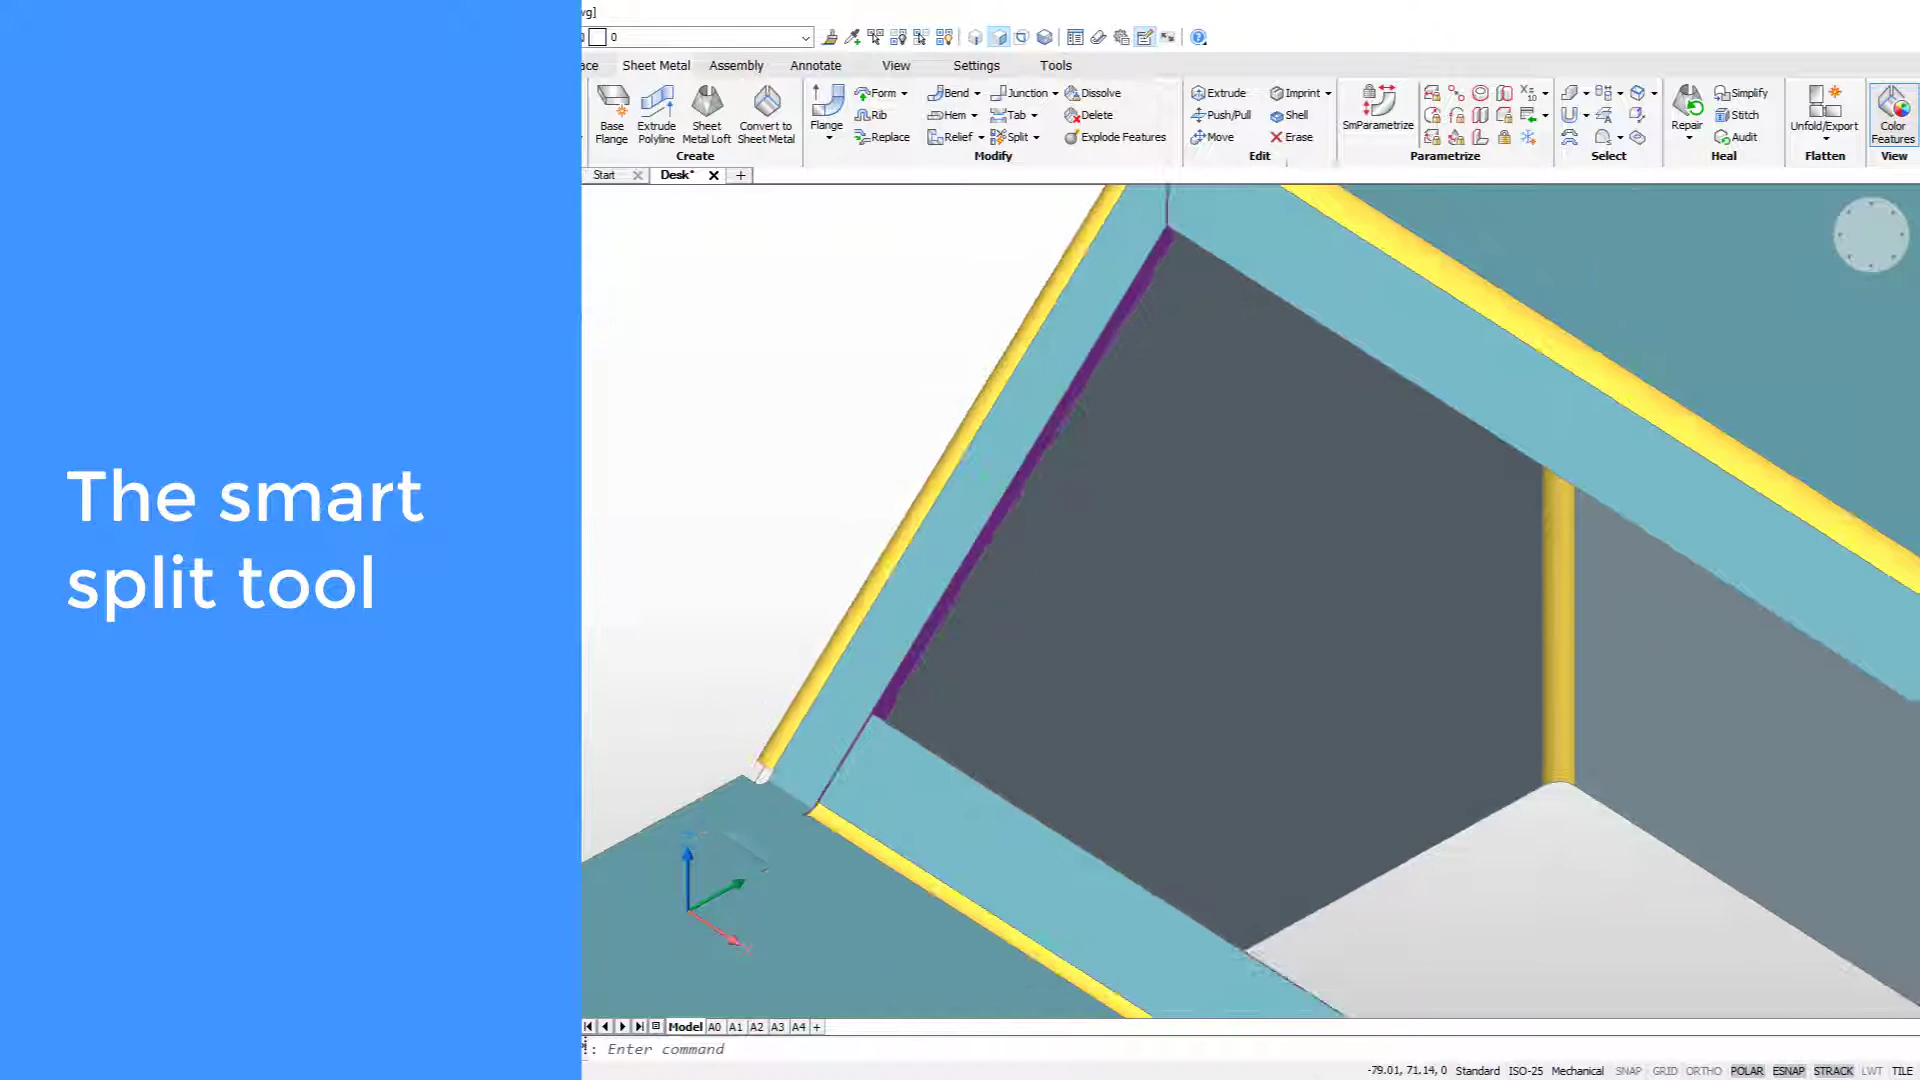 The smart
split tool
vg]
0
ace Sheet Metal Assembly Annotate View Settings Tools
Base Flange
Extrude Polyline
Sheet Metal Loft
Convert to Sheet Metal
Create
Flange
Form
Rib
Replace
Bend
Hem
Relief
Junction
Tab
Split
Dissolve
Delete
Explode Features
Modify
Extrude
Push/Pull
Move
Imprint
Shell
Erase
Edit
SmParametrize
Parametrize
Select
Repair
Simplify
Stitch
Audit
Heal
Unfold/Export
Flatten
Color Features
View
Start Desk* +
Model A0 A1 A2 A3 A4 +
: Enter command
-79.01, 71.14, 0 Standard ISO-25 Mechanical SNAP GRID ORTHO POLAR ESNAP STRACK LWT TILE